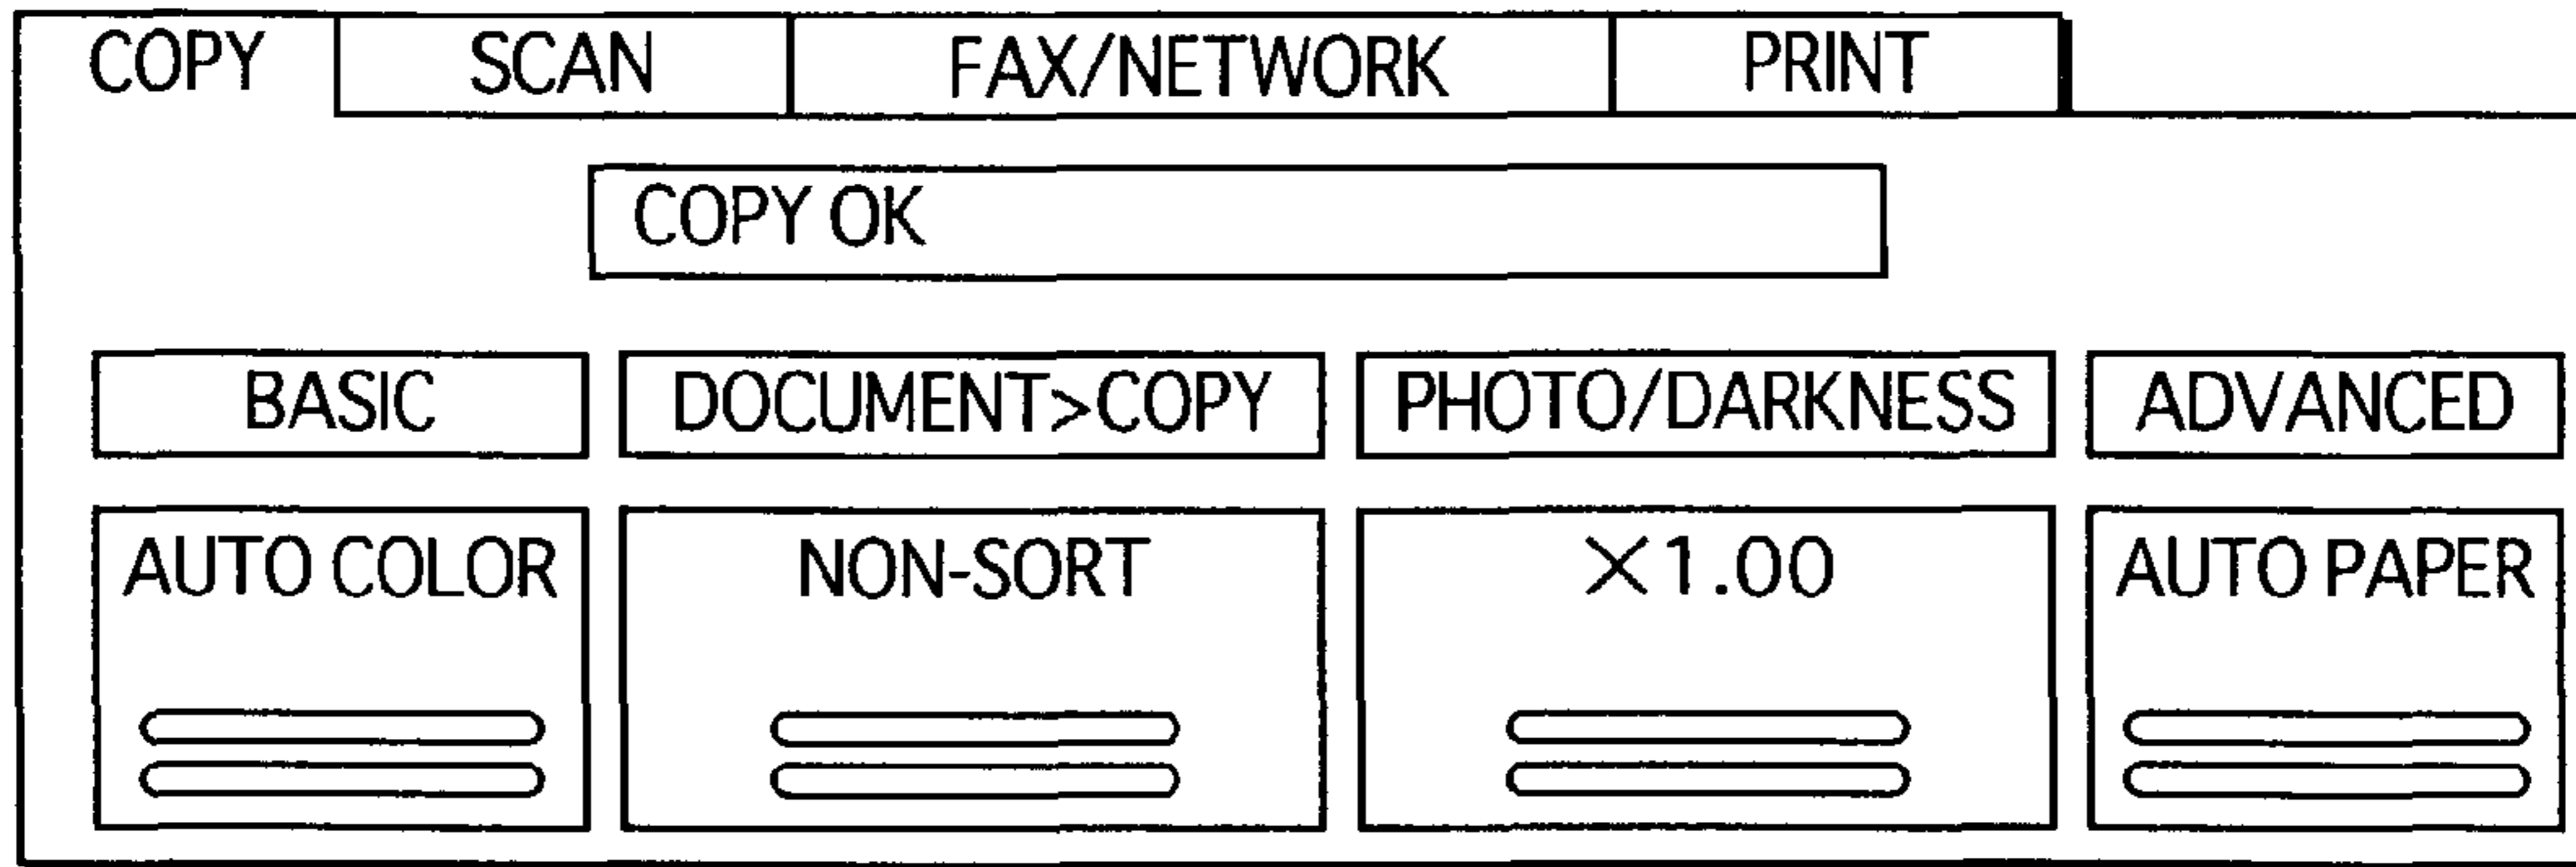 COPY SCAN FAX/NETWORK PRINT
COPY OK
BASIC DOCUMENT>COPY PHOTO/DARKNESS ADVANCED
AUTO COLOR NON-SORT ×1.00 AUTO PAPER